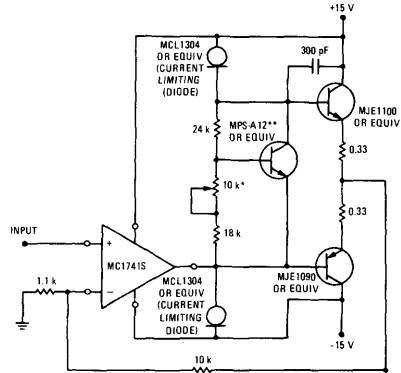 +15 V
MCL1304
OR EQUIV
(CURRENT
LIMITING
(DIODE)
300 pF
MJE1100
OR EQUIV
MPS-A12**
OR EQUIV
24 k
0.33
10 k*
0.33
INPUT
18 k
+
MC1741S
1.1 k
−
MCL1304
OR EQUIV
(CURRENT
LIMITING
DIODE)
MJE1090
OR EQUIV
-15 V
10k